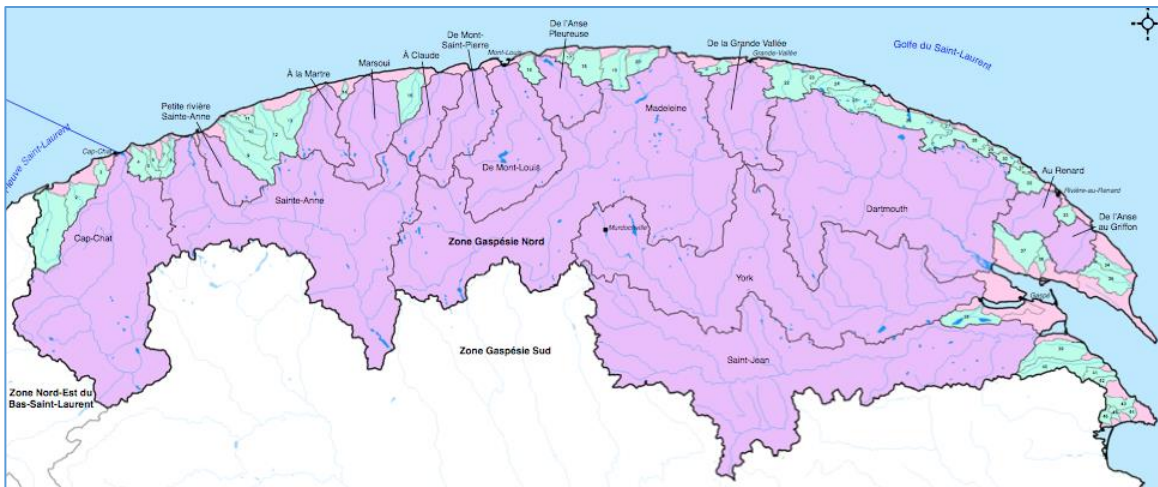 De l'Anse
Pleureuse
De Mont-
Saint-Pierre
Mont-Louis
À Claude
Marsoui
À la Martre
De la Grande Vallée
Grande-Vallée
Golfe du Saint-Laurent
Petite rivière
Sainte-Anne
Madeleine
Fleuve Saint-Laurent
Cap-Chat
De Mont-Louis
Au Renard
Rivière-au-Renard
Sainte-Anne
Dartmouth
De l'Anse
au Griffon
Cap-Chat
Murdochville
Zone Gaspésie Nord
York
Gaspé
Zone Gaspésie Sud
Saint-Jean
Zone Nord-Est du
Bas-Saint-Laurent